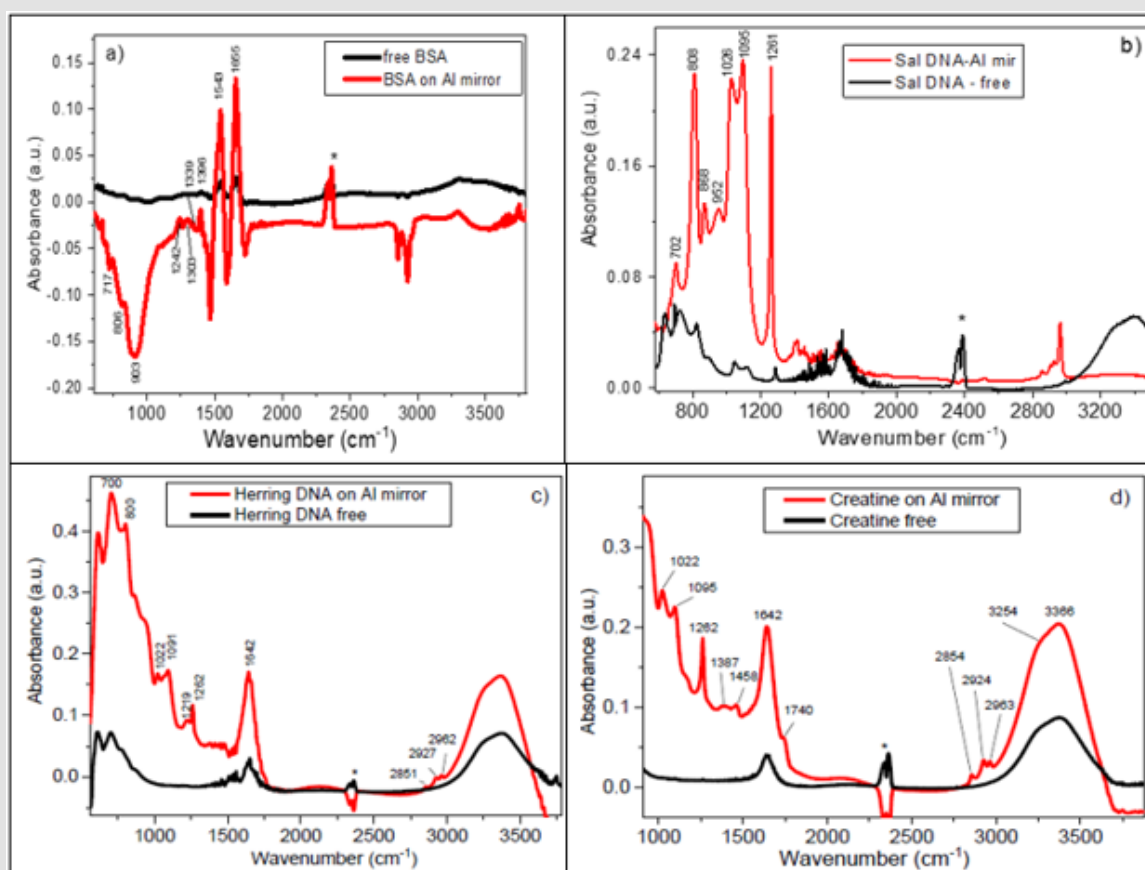 a)
free BSA
BSA on Al mirror
717
806
903
1242
1303
1339
1396
1543
1655
*
0.15
0.10
0.05
0.00
-0.05
-0.10
-0.15
-0.20
Absorbance (a.u.)
1000 1500 2000 2500 3000 3500
Wavenumber (cm-1)
b)
Sal DNA-Al mir
Sal DNA - free
702
808
868
952
1026
1095
1261
*
0.24
0.16
0.08
0.00
Absorbance (a.u.)
800 1200 1600 2000 2400 2800 3200
Wavenumber (cm-1)
c)
Herring DNA on Al mirror
Herring DNA free
700
800
1022
1091
1219
1262
1642
*
2851
2927
2962
0.4
0.3
0.2
0.1
0.0
Absorbance (a.u.)
1000 1500 2000 2500 3000 3500
Wavenumber (cm-1)
d)
Creatine on Al mirror
Creatine free
1022
1095
1262
1387
1458
1642
1740
*
2854
2924
2963
3254
3366
0.3
0.2
0.1
0.0
Absorbance (a.u.)
1000 1500 2000 2500 3000 3500
Wavenumber (cm-1)